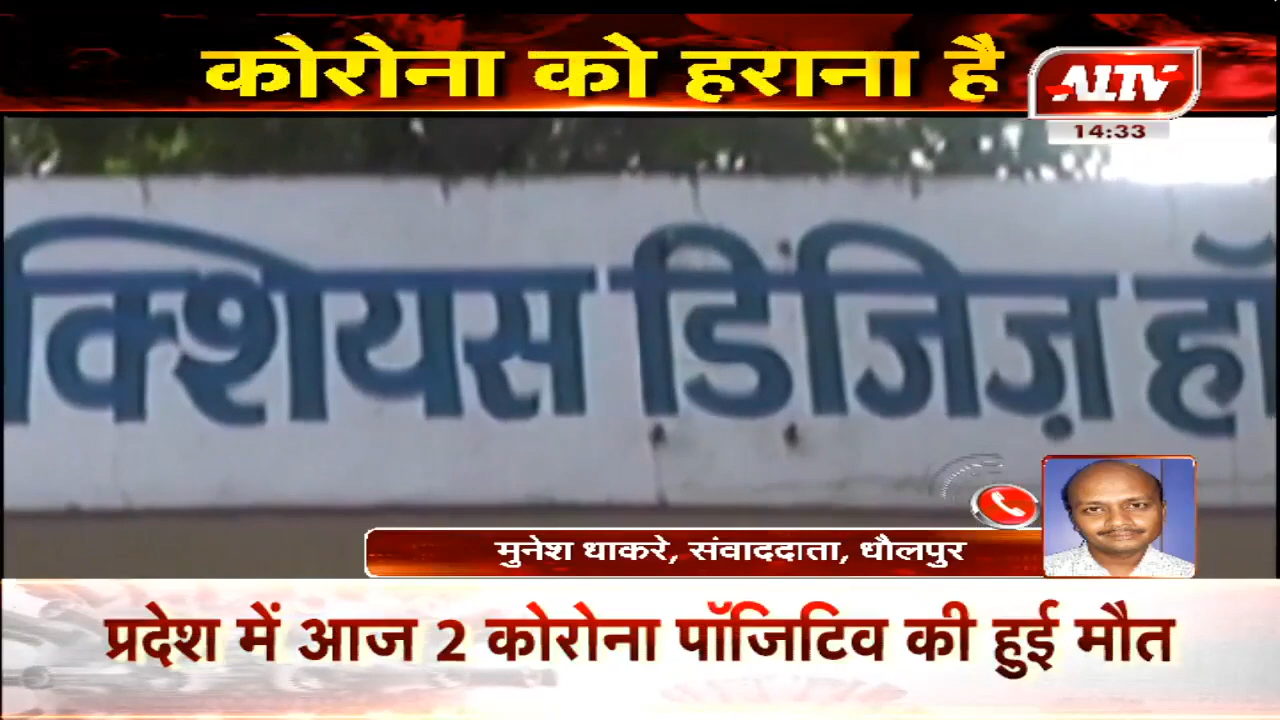 कोरोना को हराना है
ALTV
14:33
क्शियस डिजिज़ हॉ
मुनेश धाकरे, संवाददाता, धौलपुर
प्रदेश में आज 2 कोरोना पॉजिटिव की हुई मौत